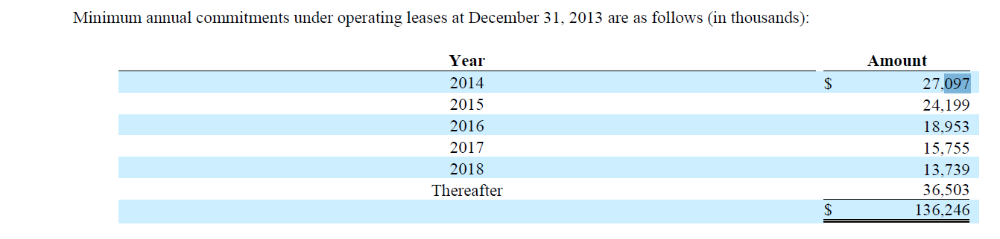 Minimum annual commitments under operating leases at December 31, 2013 are as follows (in thousands):
Year Amount
2014 $ 27,097
2015 24,199
2016 18,953
2017 15,755
2018 13,739
Thereafter 36,503
$ 136,246